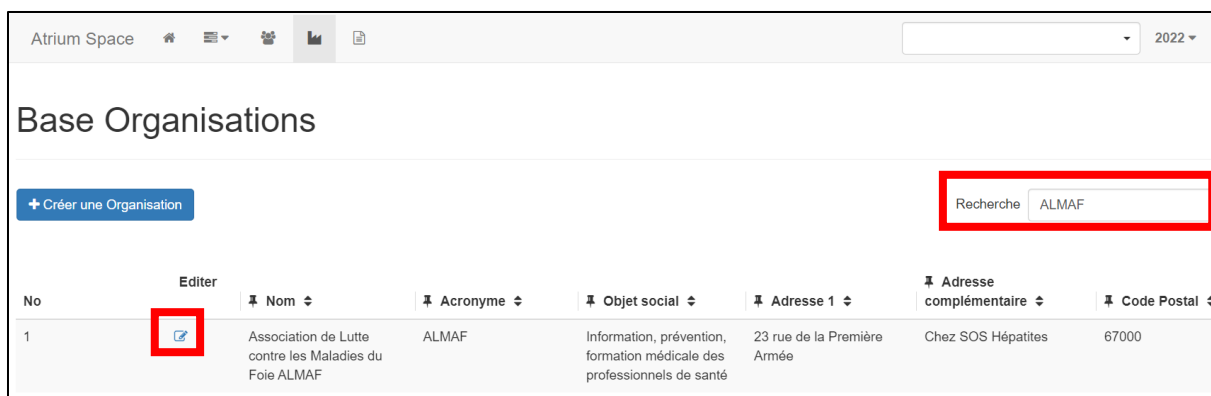 Atrium Space 2022
Base Organisations
+ Créer une Organisation
Recherche ALMAF
No Editer Nom Acronyme Objet social Adresse 1 Adresse complémentaire Code Postal
1 Association de Lutte ALMAF Information, prévention, 23 rue de la Première Chez SOS Hépatites 67000
contre les Maladies du formation médicale des Armée
Foie ALMAF professionnels de santé